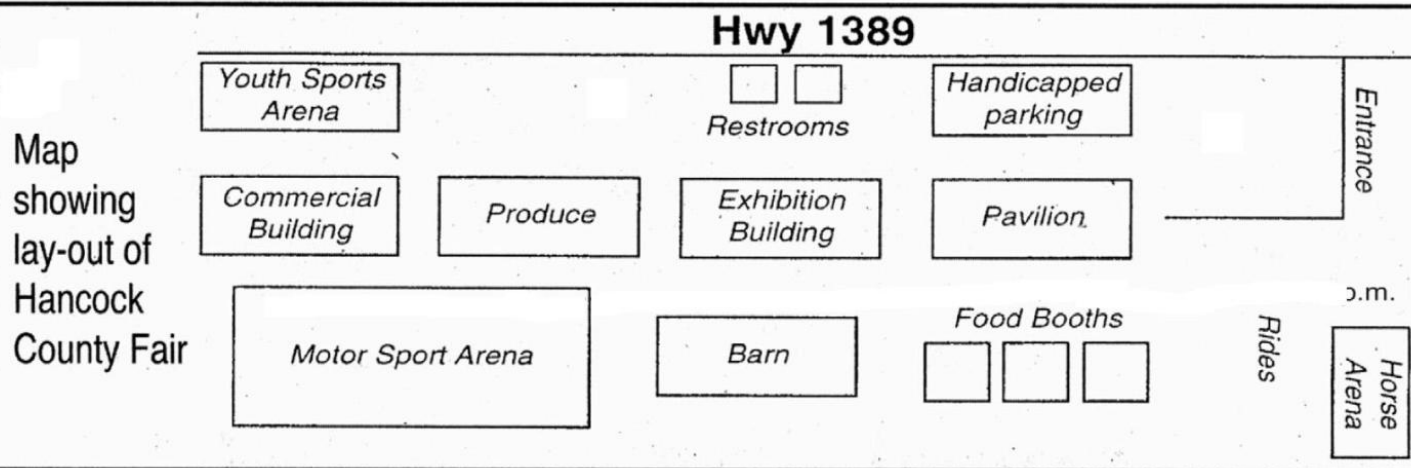 Hwy 1389
Youth Sports
Arena
Restrooms
Handicapped
parking
Entrance
Map
showing
lay-out of
Hancock
County Fair
Commercial
Building
Produce
Exhibition
Building
Pavilion
p.m.
Motor Sport Arena
Barn
Food Booths
Rides
Horse
Arena